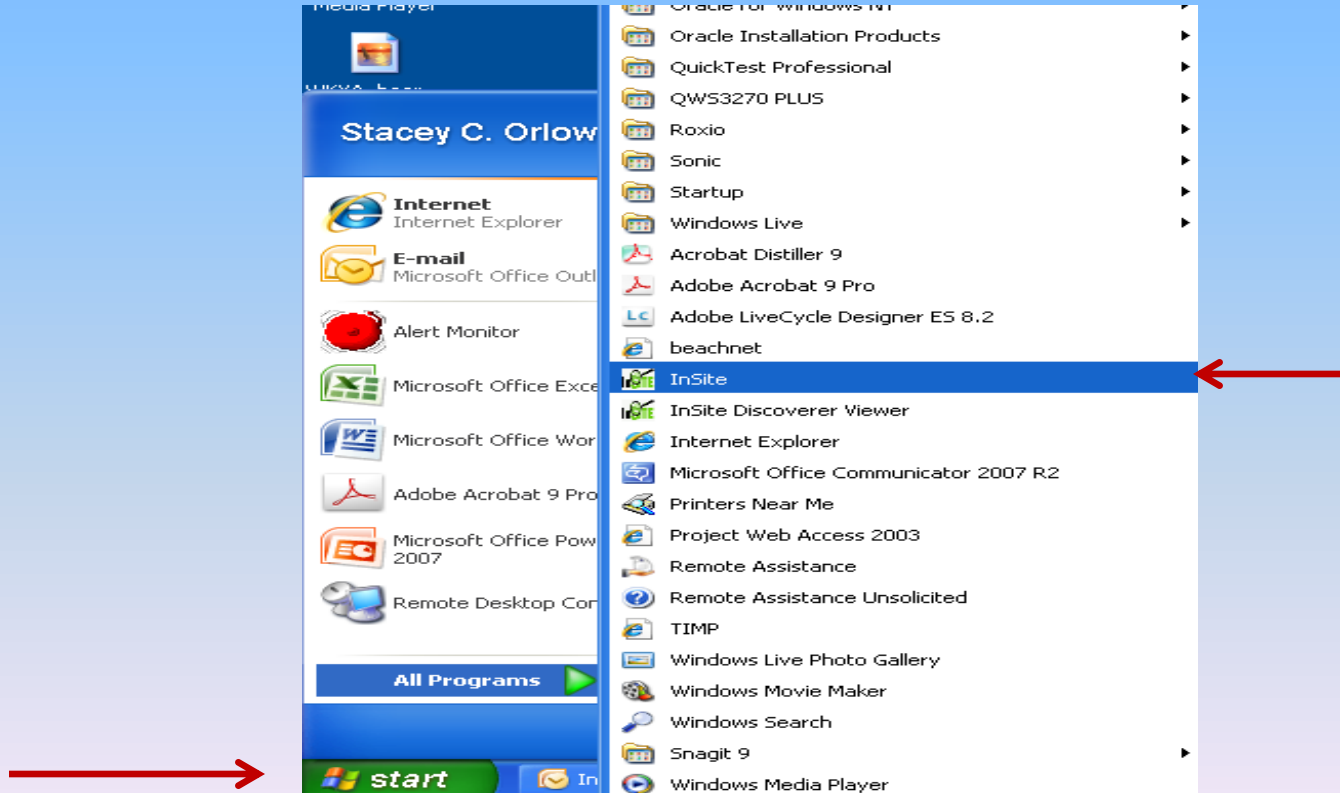 Media Player
Stacey C. Orlow
Internet
Internet Explorer
E-mail
Microsoft Office Outl
Alert Monitor
Microsoft Office Exce
Microsoft Office Wor
Adobe Acrobat 9 Pro
Microsoft Office Pow
2007
Remote Desktop Con
All Programs
start
In
Oracle for Windows NT
Oracle Installation Products
QuickTest Professional
QWS3270 PLUS
Roxio
Sonic
Startup
Windows Live
Acrobat Distiller 9
Adobe Acrobat 9 Pro
LC Adobe LiveCycle Designer ES 8.2
beachnet
InSite
InSite Discoverer Viewer
Internet Explorer
Microsoft Office Communicator 2007 R2
Printers Near Me
Project Web Access 2003
Remote Assistance
Remote Assistance Unsolicited
TIMP
Windows Live Photo Gallery
Windows Movie Maker
Windows Search
Snagit 9
Windows Media Player